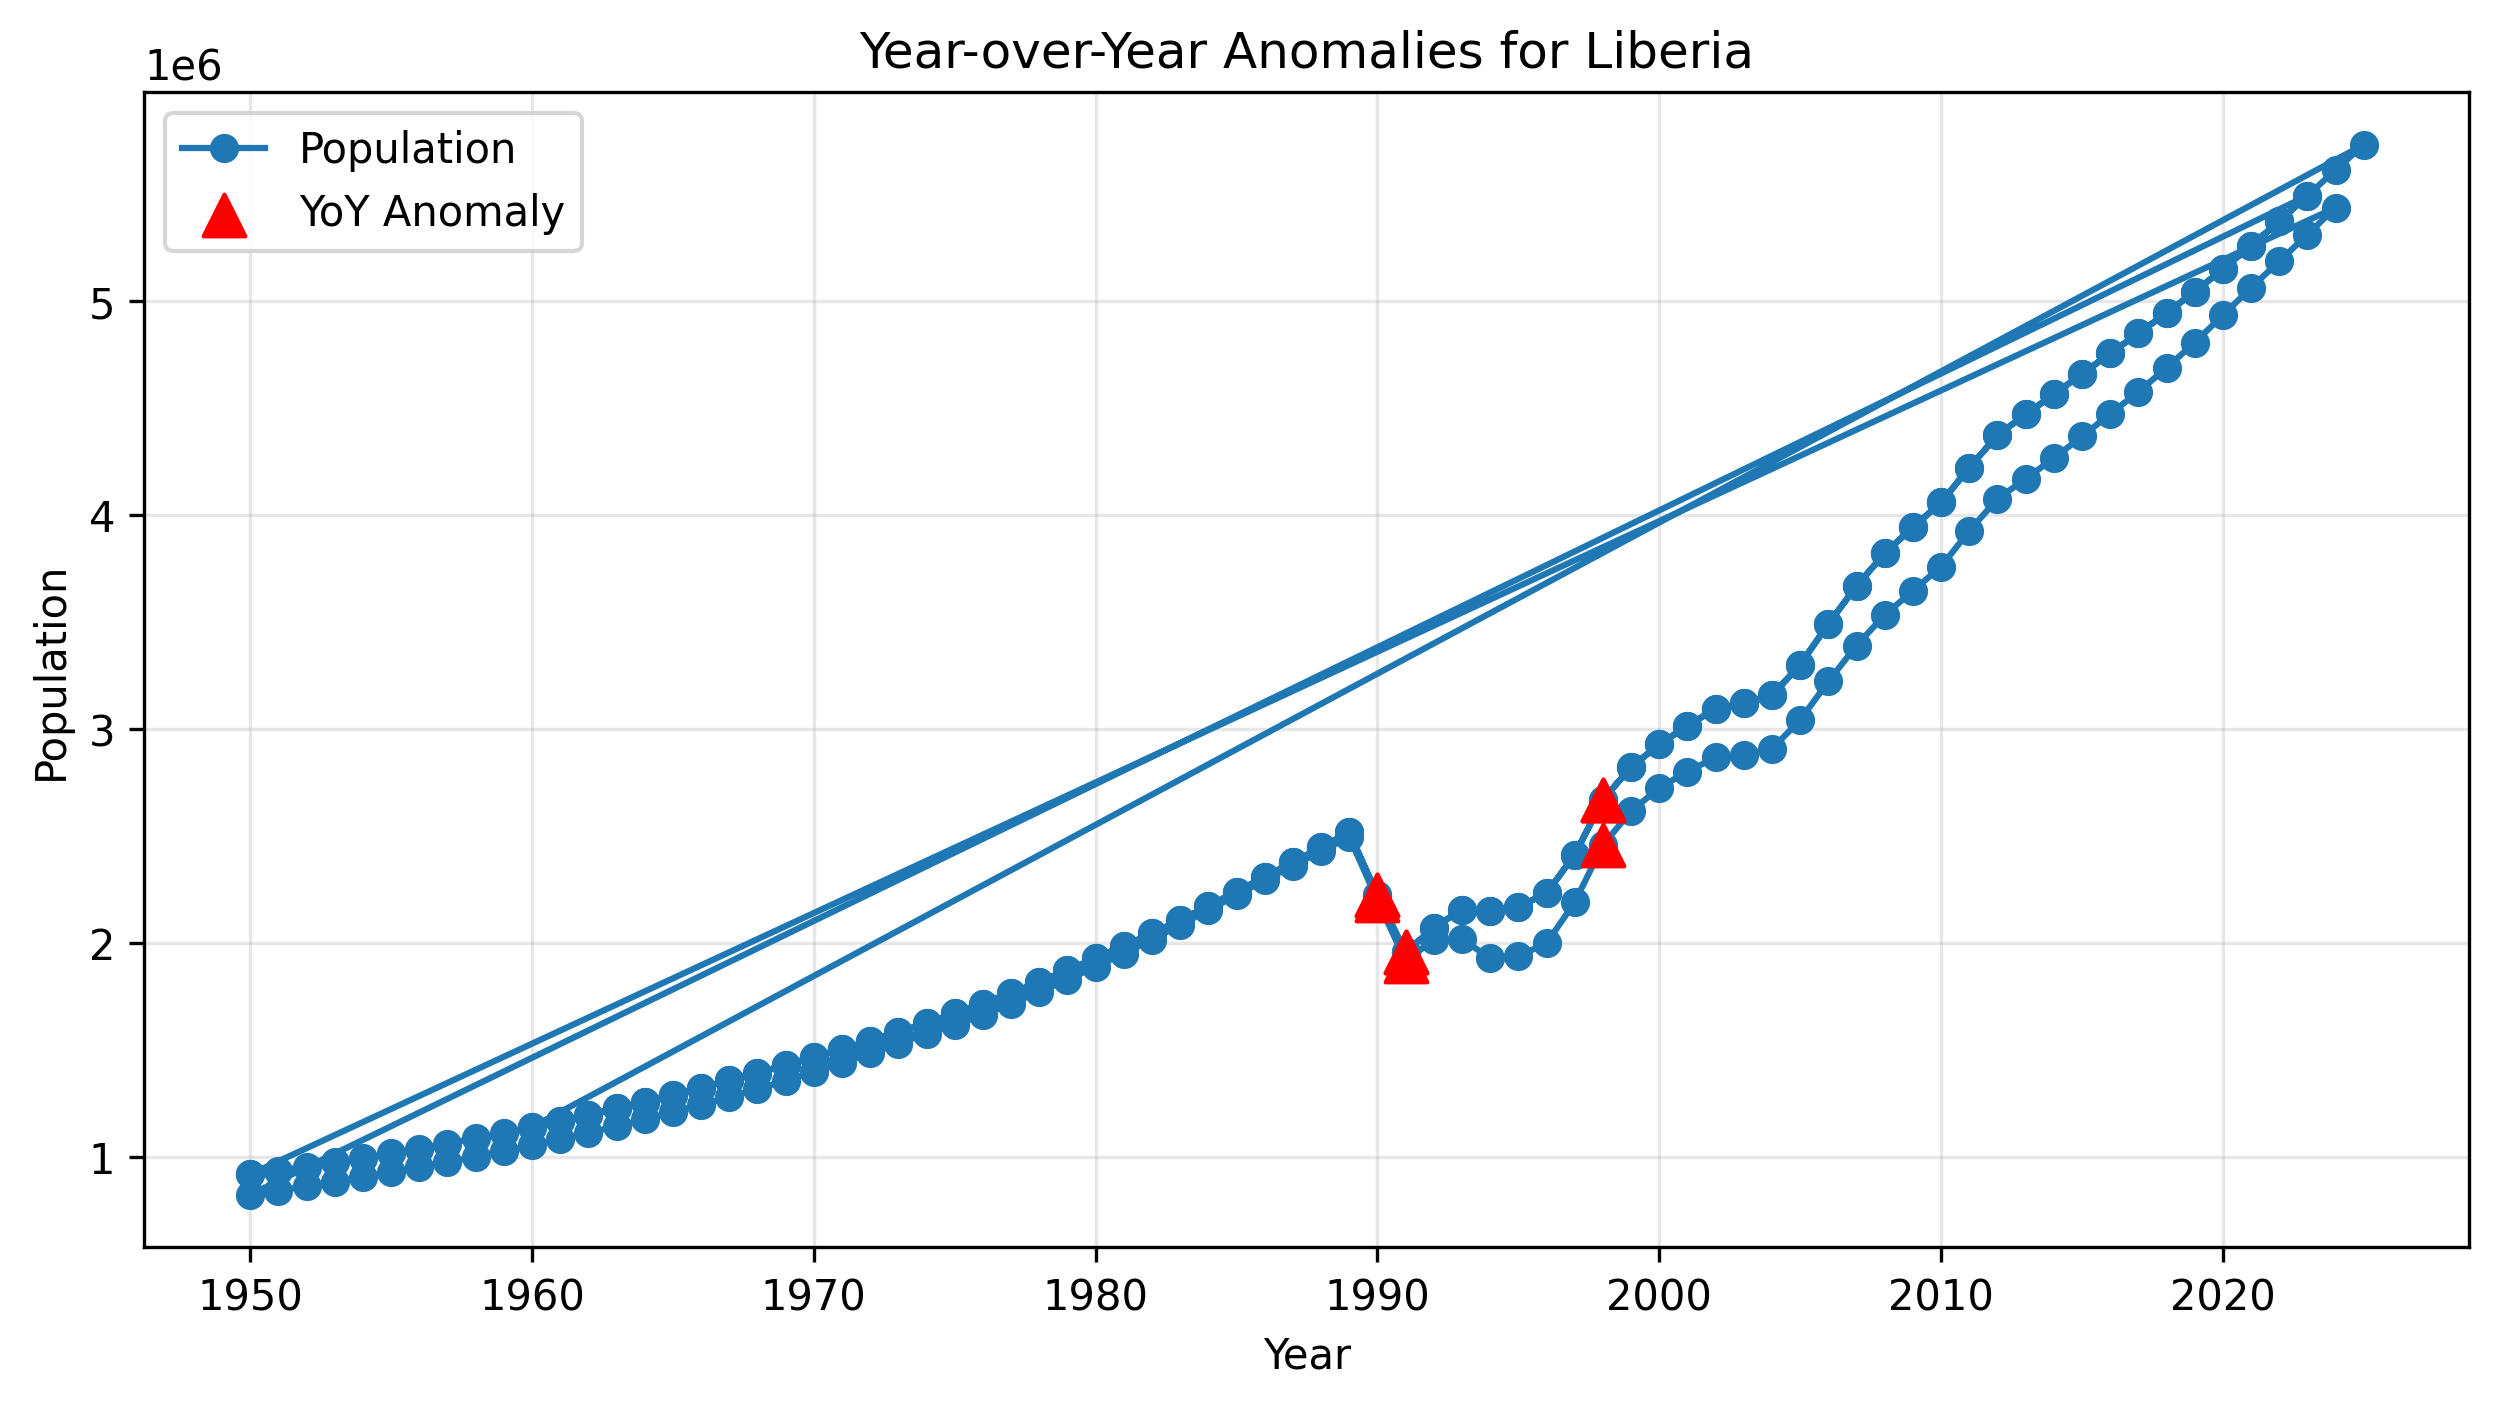 Year-over-Year Anomalies for Liberia
1e6
Population
YoY Anomaly
5
4
3
2
1
Population
1950 1960 1970 1980 1990 2000 2010 2020
Year